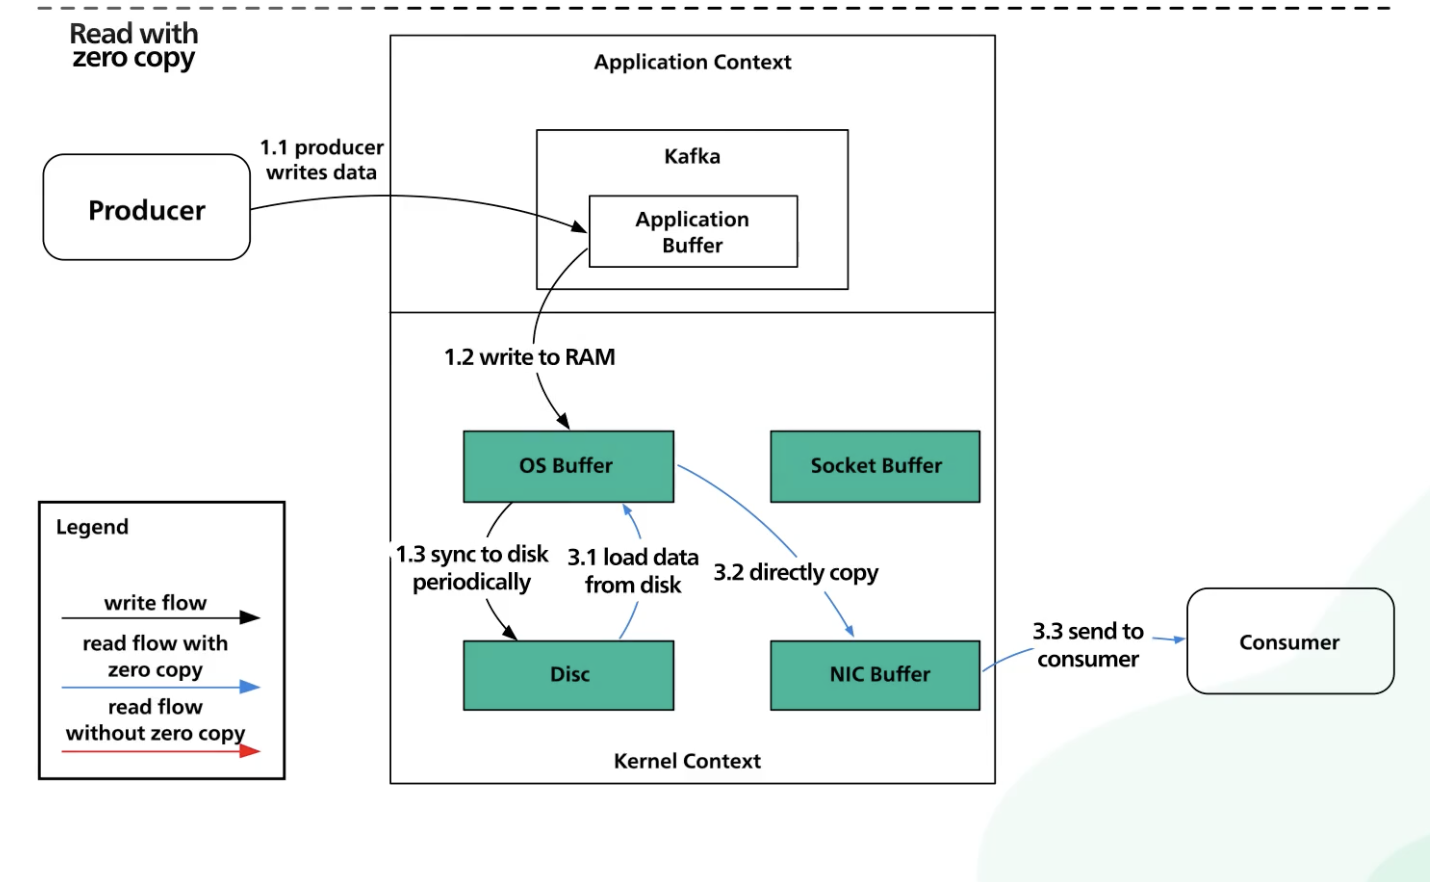 Read with
zero copy
Application Context
1.1 producer
writes data
Kafka
Producer
Application
Buffer
1.2 write to RAM
OS Buffer
Socket Buffer
Legend
1.3 sync to disk
periodically
3.1 load data
from disk
3.2 directly copy
write flow
read flow with
zero copy
3.3 send to
consumer
Consumer
Disc
NIC Buffer
read flow
without zero copy
Kernel Context